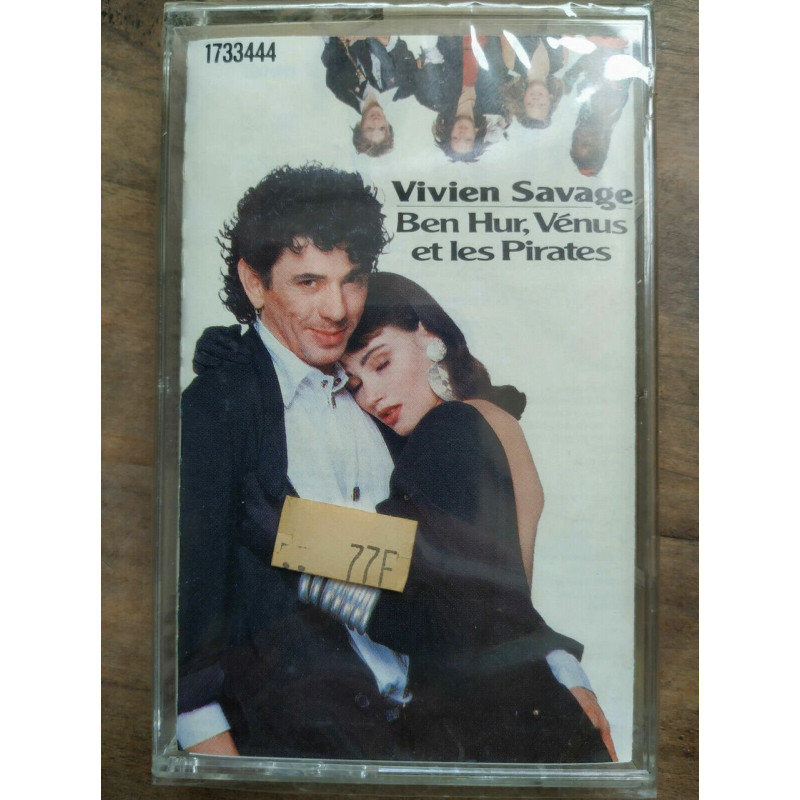 1733444
Vivien Savage
Ben Hur, Vénus
et les Pirates
77F